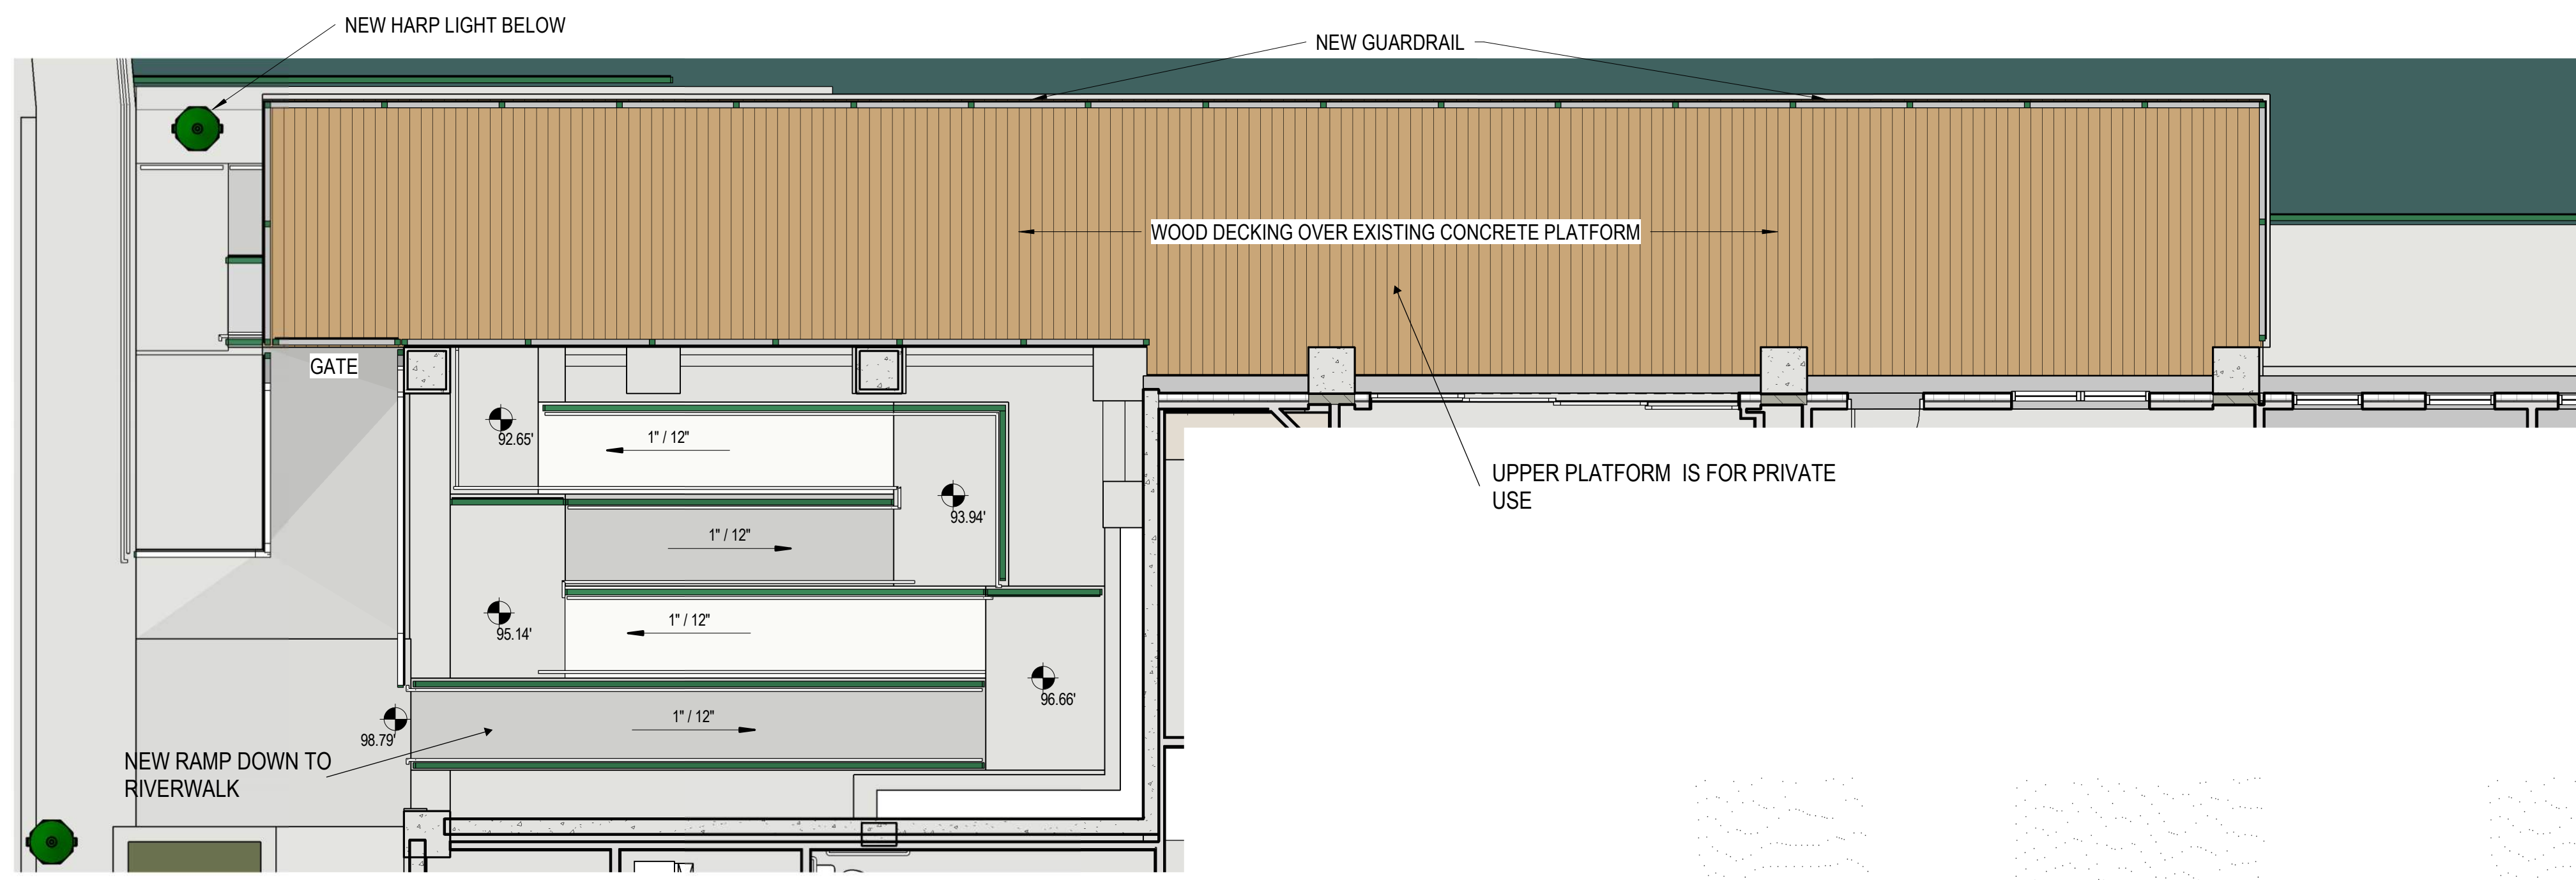 NEW HARP LIGHT BELOW
NEW GUARDRAIL
WOOD DECKING OVER EXISTING CONCRETE PLATFORM
GATE
92.65'
1" / 12"
UPPER PLATFORM IS FOR PRIVATE
USE
93.94'
1" / 12"
95.14'
1" / 12"
96.66'
1" / 12"
98.79'
NEW RAMP DOWN TO
RIVERWALK